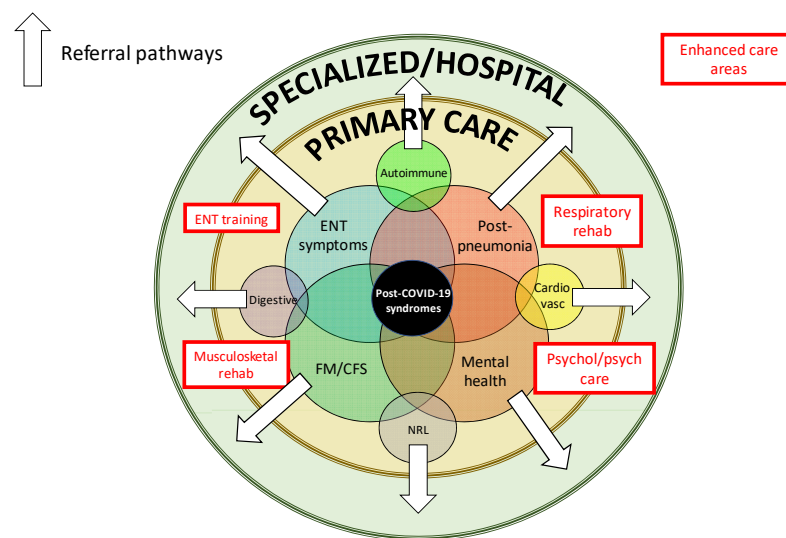 Referral pathways
Enhanced care
areas
SPECIALIZED/HOSPITAL
PRIMARY CARE
Autoimmune
ENT training
ENT
symptoms
Post-
pneumonia
Respiratory
rehab
Digestive
Post-COVID-19
syndromes
Cardio
vasc
Musculosketal
rehab
FM/CFS
Mental
health
Psychol/psych
care
NRL